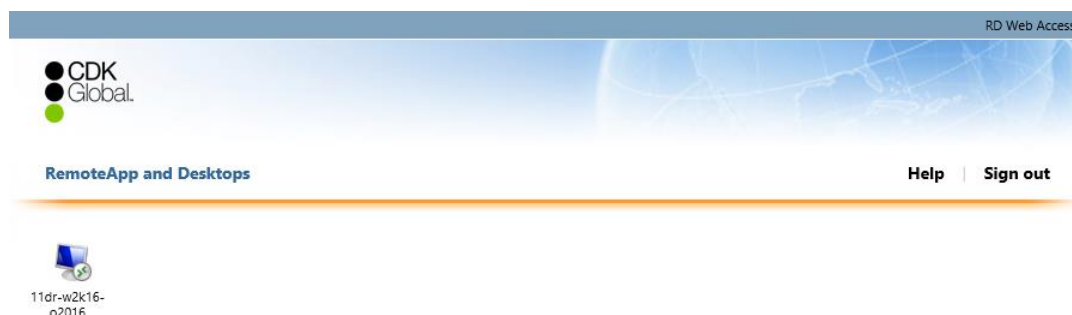 RD Web Access
CDK
Global.
RemoteApp and Desktops
Help | Sign out
11dr-w2k16-
o2016